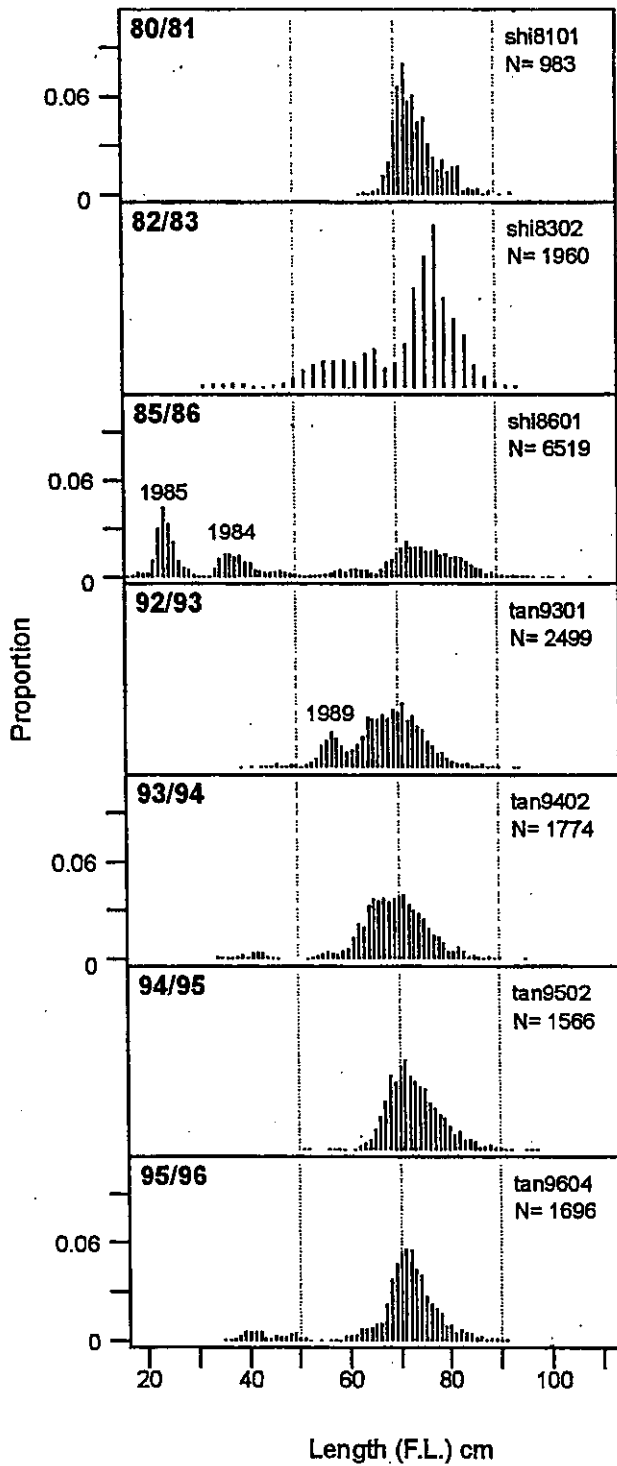 80/81
shi8101
N= 983
0.06
0
82/83
shi8302
N= 1960
85/86
shi8601
N= 6519
0.06
1985
1984
0
92/93
tan9301
N= 2499
1989
Proportion
93/94
tan9402
N= 1774
0.06
0
94/95
tan9502
N= 1566
95/96
tan9604
N= 1696
0.06
0
20 40 60 80 100
Length (F.L.) cm